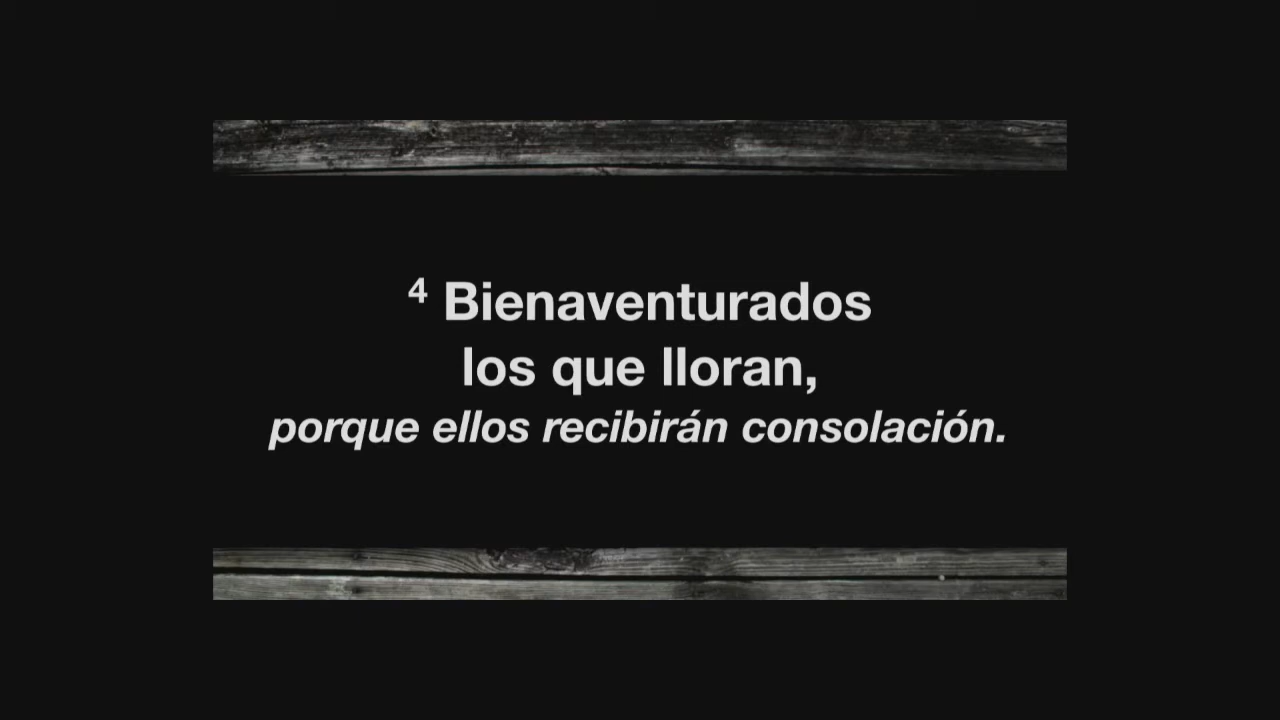 ⁴ Bienaventurados
los que lloran,
porque ellos recibirán consolación.